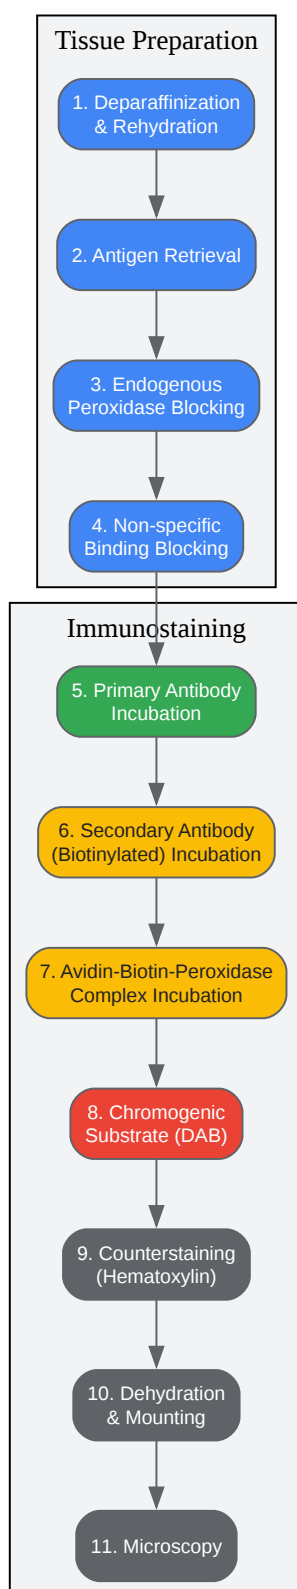 Tissue Preparation
1. Deparaffinization
& Rehydration
2. Antigen Retrieval
3. Endogenous
Peroxidase Blocking
4. Non-specific
Binding Blocking
Immunostaining
5. Primary Antibody
Incubation
6. Secondary Antibody
(Biotinylated) Incubation
7. Avidin-Biotin-Peroxidase
Complex Incubation
8. Chromogenic
Substrate (DAB)
9. Counterstaining
(Hematoxylin)
10. Dehydration
& Mounting
11. Microscopy